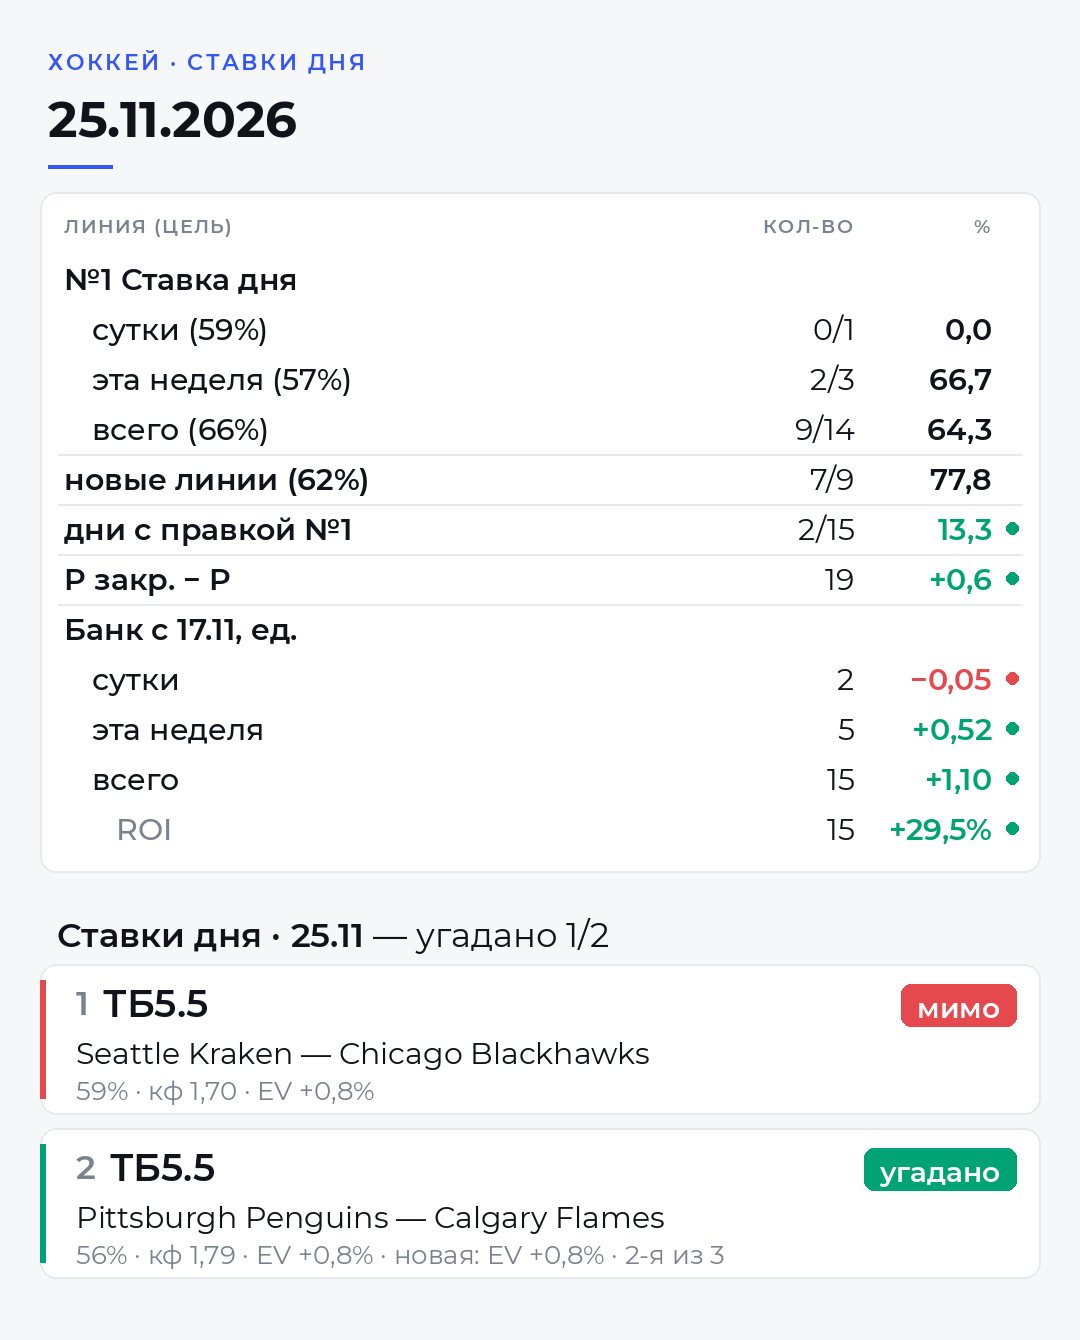 ХОККЕЙ · СТАВКИ ДНЯ
25.11.2026
ЛИНИЯ (ЦЕЛЬ) КОЛ-ВО %
№1 Ставка дня
сутки (59%) 0/1 0,0
эта неделя (57%) 2/3 66,7
всего (66%) 9/14 64,3
новые линии (62%) 7/9 77,8
дни с правкой №1 2/15 13,3
Р закр. − Р 19 +0,6
Банк с 17.11, ед.
сутки 2 −0,05
эта неделя 5 +0,52
всего 15 +1,10
ROI 15 +29,5%
Ставки дня · 25.11 — угадано 1/2
1 ТБ5.5 мимо
Seattle Kraken — Chicago Blackhawks
59% · кф 1,70 · EV +0,8%
2 ТБ5.5 угадано
Pittsburgh Penguins — Calgary Flames
56% · кф 1,79 · EV +0,8% · новая: EV +0,8% · 2-я из 3